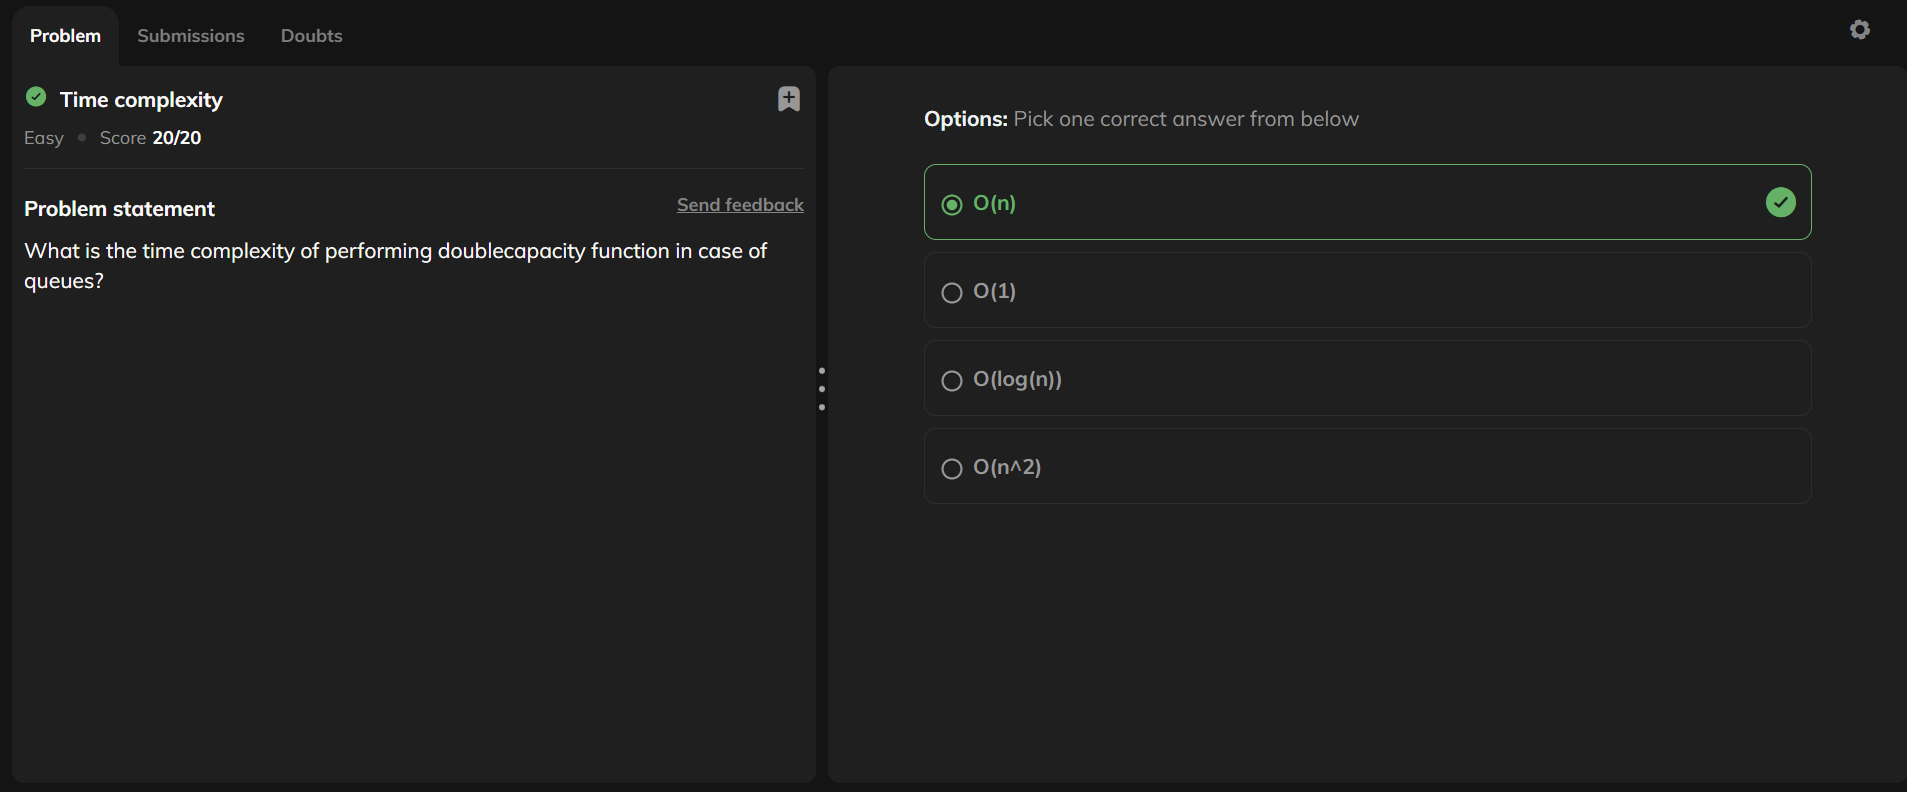 Problem
Submissions
Doubts
Time complexity
Easy • Score 20/20
Problem statement
Send feedback
What is the time complexity of performing doublecapacity function in case of
queues?
Options: Pick one correct answer from below
O(n)
O(1)
O(log(n))
O(n^2)